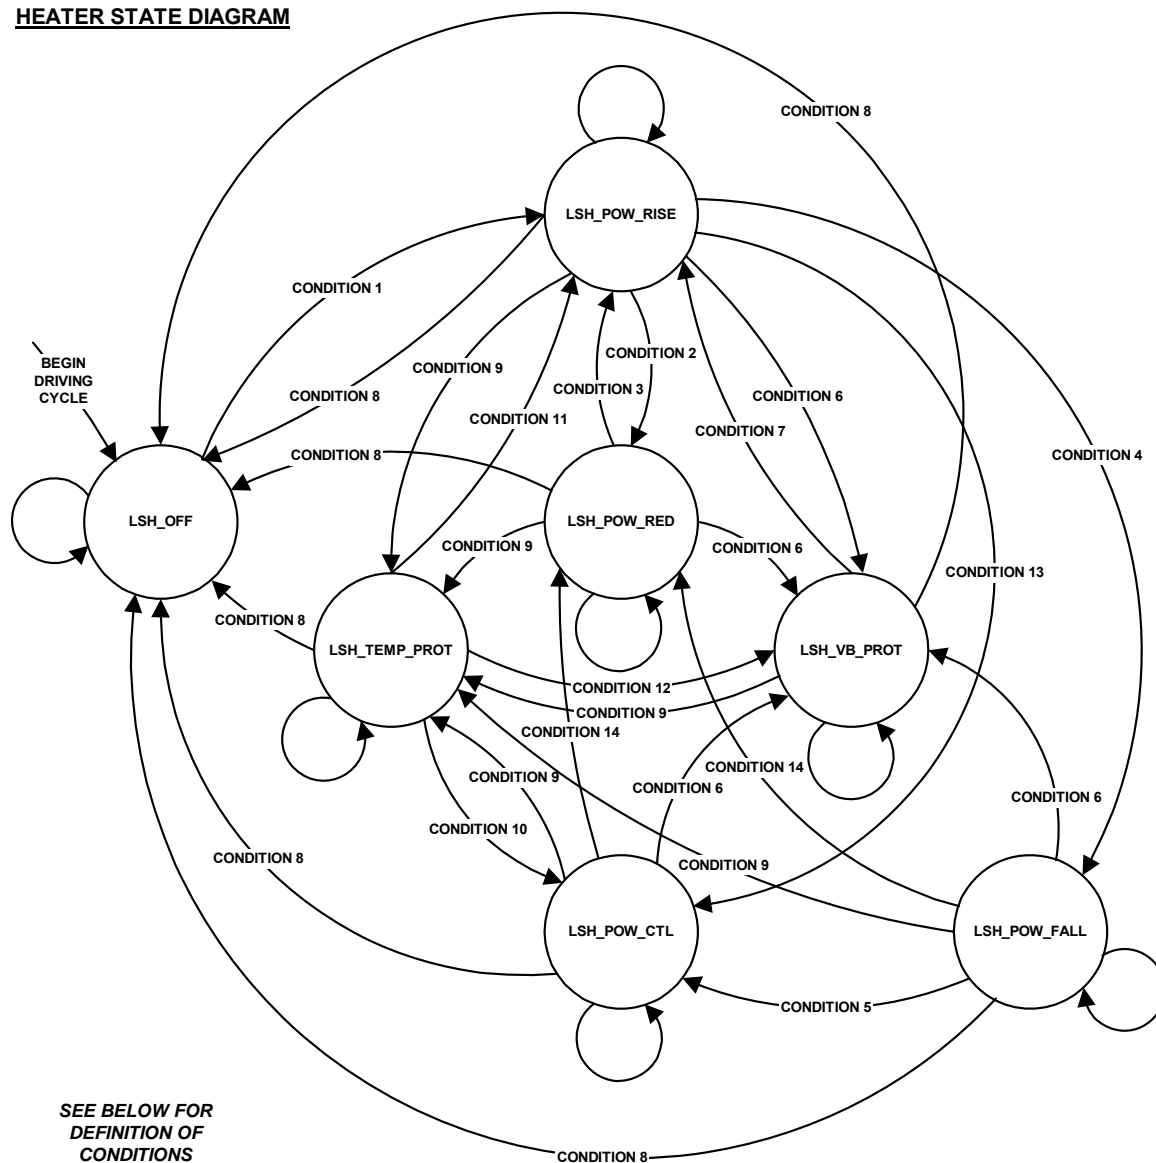 HEATER STATE DIAGRAM
CONDITION 8
LSH_POW_RISE
CONDITION 1
BEGIN
DRIVING
CYCLE
CONDITION 9
CONDITION 2
CONDITION 3
CONDITION 8
CONDITION 6
CONDITION 11
CONDITION 7
CONDITION 8
CONDITION 4
LSH_OFF
LSH_POW_RED
CONDITION 9
CONDITION 6
CONDITION 13
CONDITION 8
LSH_TEMP_PROT
LSH_VB_PROT
CONDITION 12
CONDITION 9
CONDITION 14
CONDITION 14
CONDITION 9
CONDITION 6
CONDITION 6
CONDITION 10
CONDITION 8
CONDITION 9
LSH_POW_CTL
LSH_POW_FALL
CONDITION 5
SEE BELOW FOR
DEFINITION OF
CONDITIONS
CONDITION 8